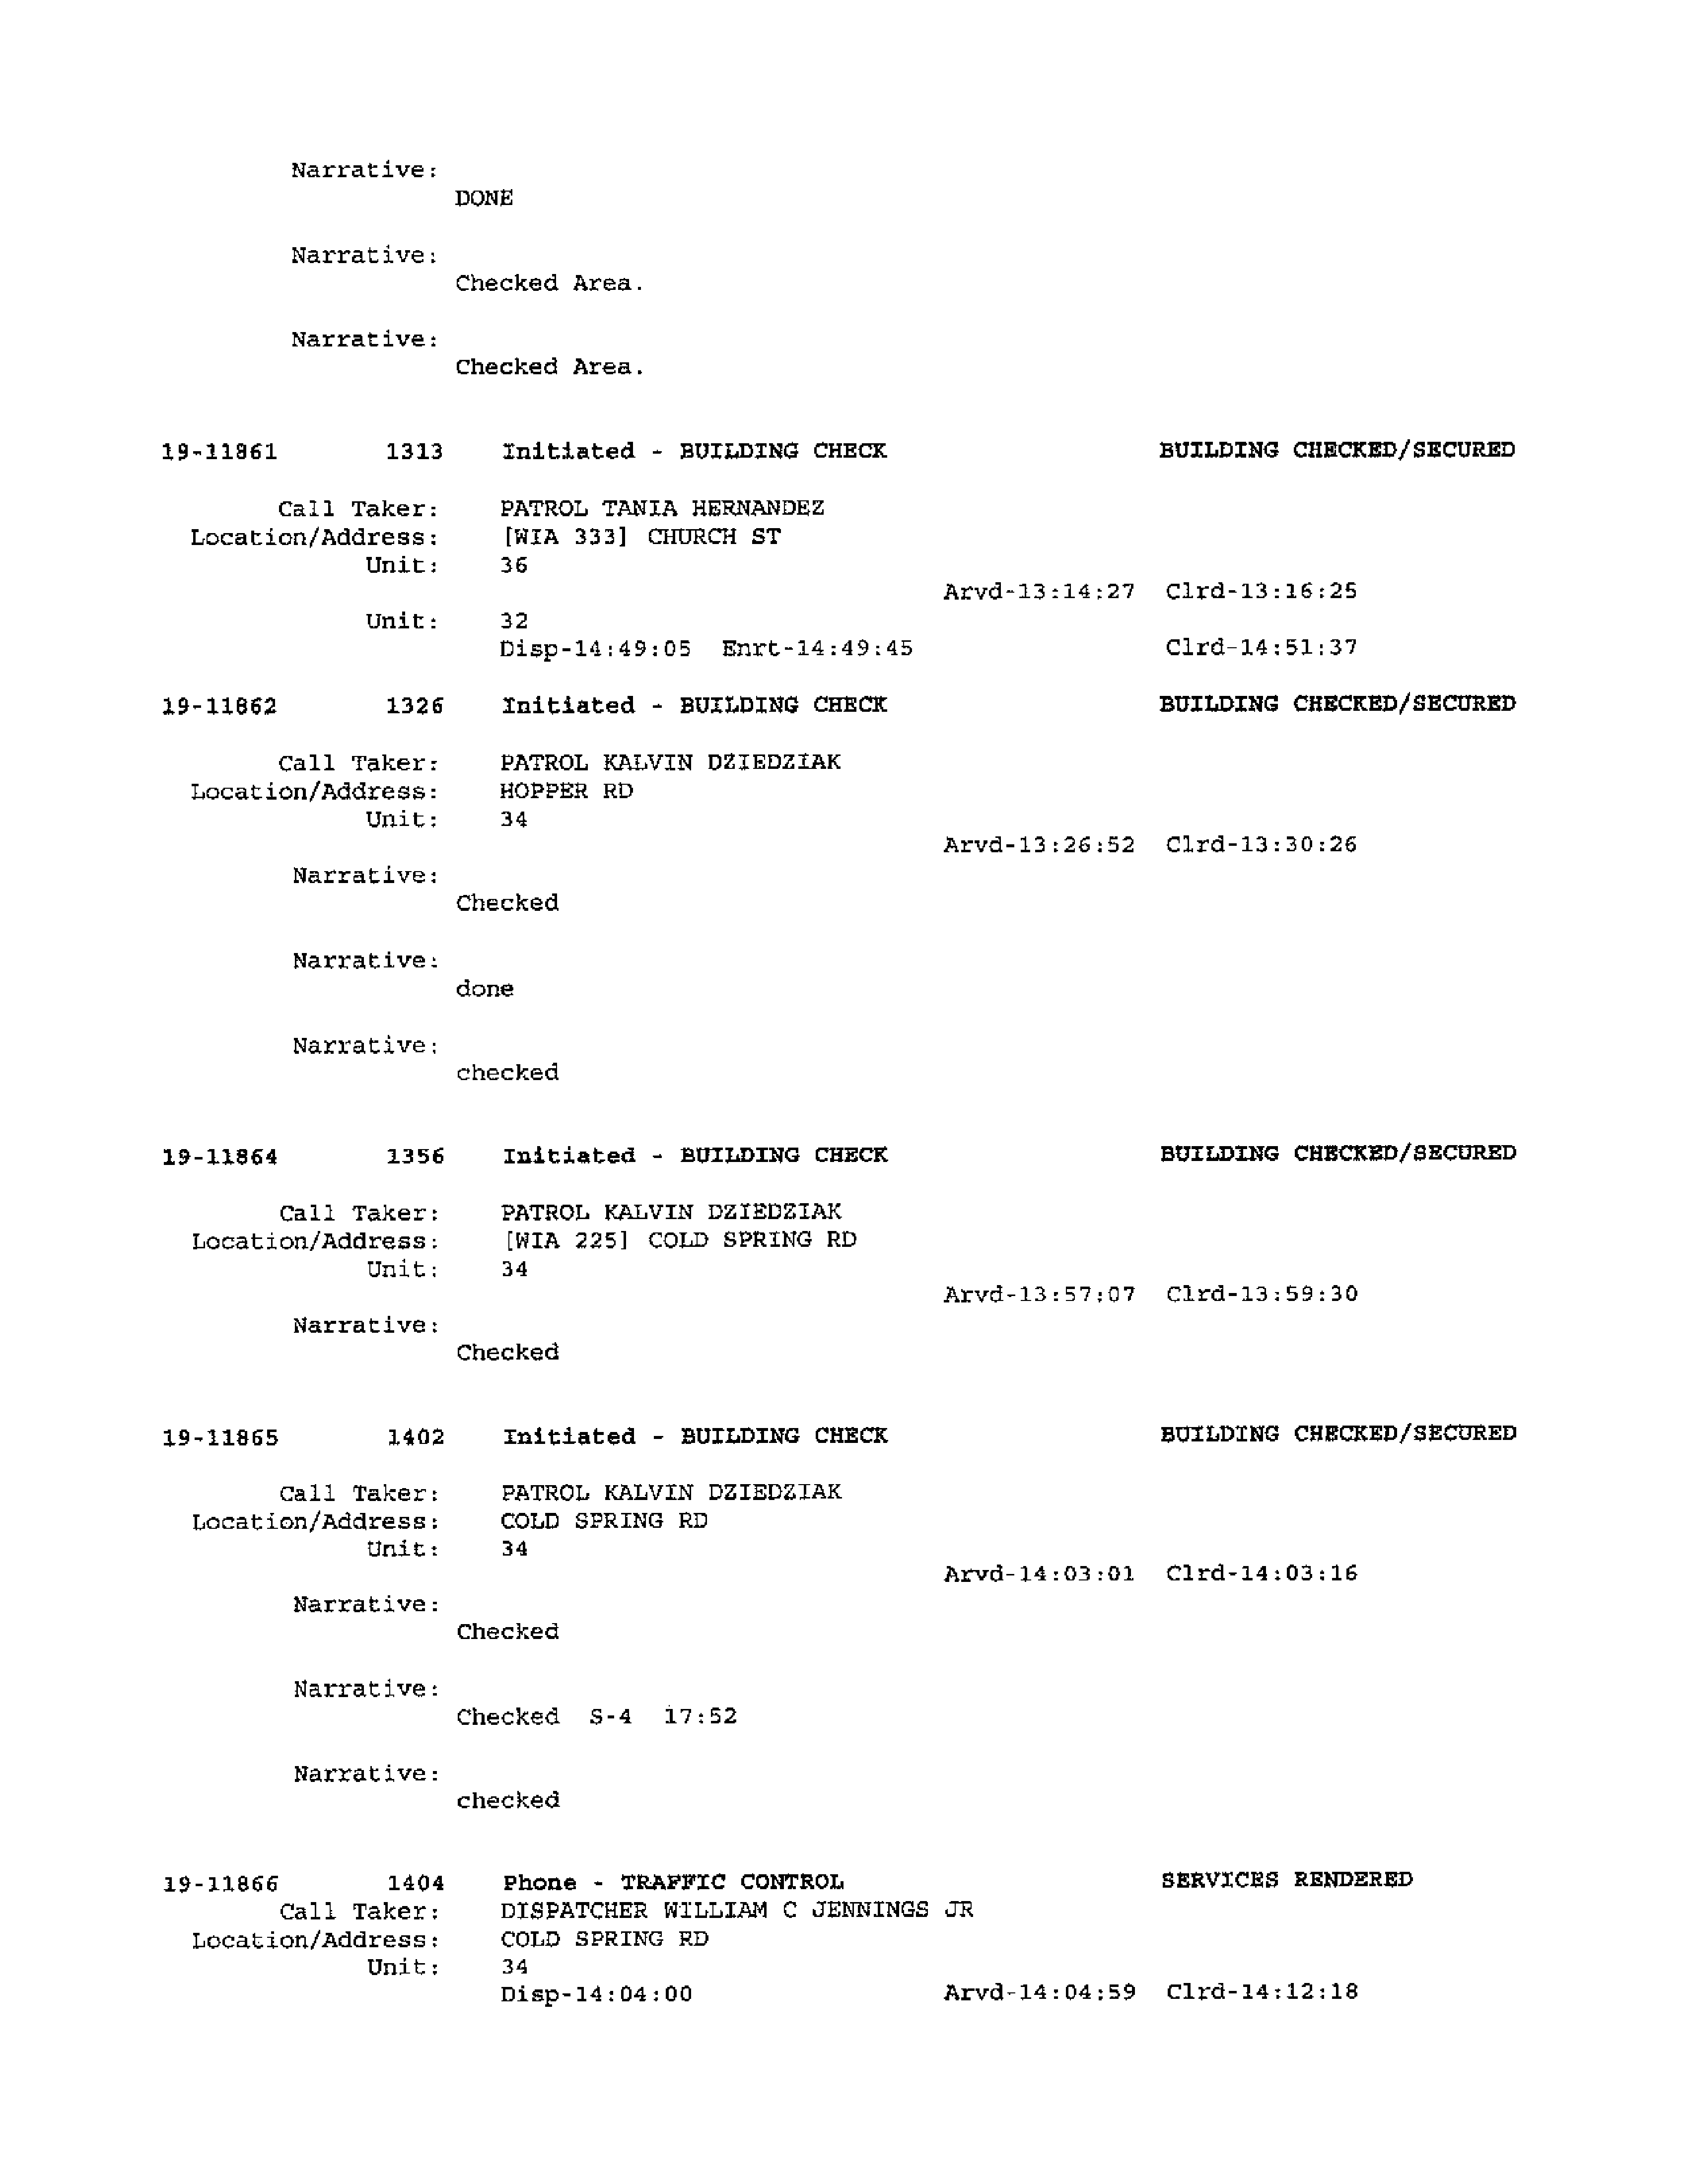 Narrative:
DONE
Narrative:
Checked Area.
Narrative:
Checked Area.
19-11861 1313 Initiated - BUILDING CHECK BUILDING CHECKED/SECURED
Call Taker: PATROL TANIA HERNANDEZ
Location/Address: [WIA 333] CHURCH ST
Unit: 36
Arvd-13:14:27 Clrd-13:16:25
Unit: 32
Disp-14:49:05 Enrt-14:49:45 Clrd-14:51:37
19-11862 1326 Initiated - BUILDING CHECK BUILDING CHECKED/SECURED
Call Taker: PATROL KALVIN DZIEDZIAK
Location/Address: HOPPER RD
Unit: 34
Arvd-13:26:52 Clrd-13:30:26
Narrative:
Checked
Narrative:
done
Narrative:
checked
19-11864 1356 Initiated - BUILDING CHECK BUILDING CHECKED/SECURED
Call Taker: PATROL KALVIN DZIEDZIAK
Location/Address: [WIA 225] COLD SPRING RD
Unit: 34
Arvd-13:57:07 Clrd-13:59:30
Narrative:
Checked
19-11865 1402 Initiated - BUILDING CHECK BUILDING CHECKED/SECURED
Call Taker: PATROL KALVIN DZIEDZIAK
Location/Address: COLD SPRING RD
Unit: 34
Arvd-14:03:01 Clrd-14:03:16
Narrative:
Checked
Narrative:
Checked S-4 17:52
Narrative:
checked
19-11866 1404 Phone - TRAFFIC CONTROL SERVICES RENDERED
Call Taker: DISPATCHER WILLIAM C JENNINGS JR
Location/Address: COLD SPRING RD
Unit: 34
Disp-14:04:00 Arvd-14:04:59 Clrd-14:12:18